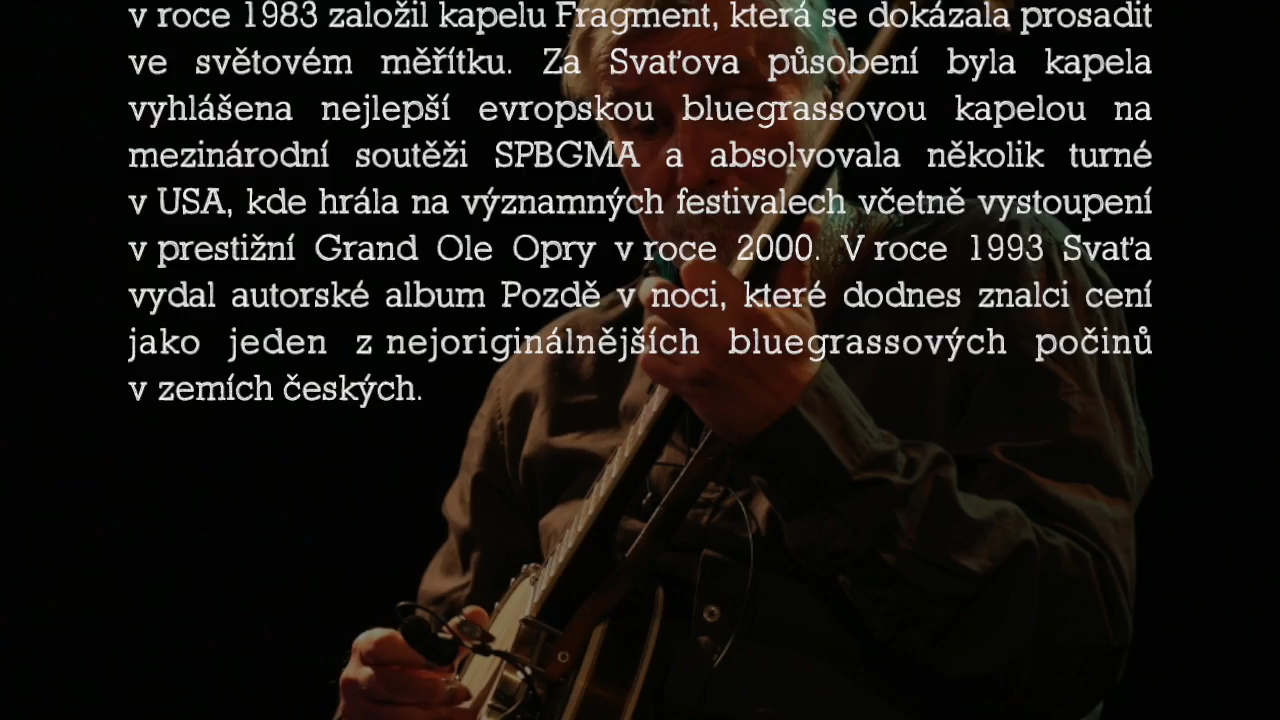 v roce 1983 založil kapelu Fragment, která se dokázala prosadit
ve světovém měřítku. Za Svaťova působení byla kapela
vyhlášena nejlepší evropskou bluegrassovou kapelou na
mezinárodní soutěži SPBGMA a absolvovala několik turné
v USA, kde hrála na významných festivalech včetně vystoupení
v prestižní Grand Ole Opry v roce 2000. V roce 1993 Svaťa
vydal autorské album Pozdě v noci, které dodnes znalci cení
jako jeden z nejoriginálnějších bluegrassových počinů
v zemích českých.